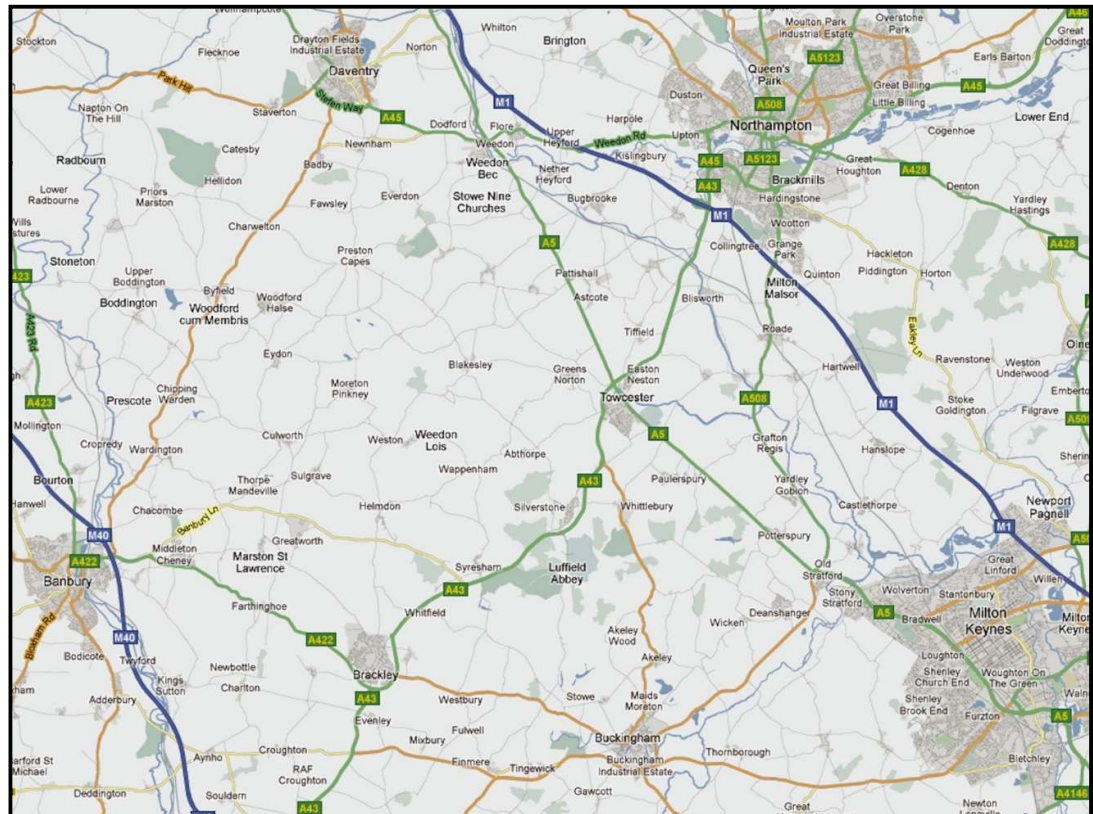 Wolfhampcote
Whilton
Moulton Park
Industrial Estate
Overstone
Park
A46
Stockton
Flecknoe
Drayton Fields
Industrial Estate
Norton
Brington
A5123
Great
Doddington
Earls Barton
Daventry
Queen's
Park
Park Hill
Stefen Way
M1
Duston
A508
Great Billing
Little Billing
A45
Napton On
The Hill
Staverton
A45
Dodford
Flore
Harpole
Upper
Heyford
Weedon Rd
Upton
Northampton
Lower End
Cogenhoe
Radbourn
Catesby
Newnham
Weedon
Kislingbury
A45
A5123
Great
Houghton
A428
Badby
Weedon
Bec
Nether
Heyford
Hellidon
A43
Brackmills
Denton
Lower
Radbourne
Priors
Marston
Fawsley
Everdon
Stowe Nine
Churches
Bugbrooke
Hardingstone
Yardley
Hastings
Wills
Charwelton
M1
Wootton
A5
Collingtree
Grange
Park
A428
Preston
Capes
Hackleton
Stoneton
Upper
Boddington
Pattishall
Quinton
Piddington
Horton
A423
Boddington
Byfield
Woodford
Halse
Astcote
Blisworth
Milton
Malsor
Woodford
cum Membris
A423 Rd
Tiffield
Roade
Eakley Ln
Eydon
Blakesley
Greens
Norton
Easton
Neston
Hartwell
Ravenstone
Weston
Underwood
Chipping
Warden
Moreton
Pinkney
Towcester
A508
M1
Stoke
Goldington
A423
Prescote
Filgrave
Mollington
Culworth
Weston
Weedon
Lois
A5
Grafton
Regis
Cropredy
Wardington
Abthorpe
Hanslope
Bourton
Thorpe
Mandeville
Sulgrave
Wappenham
A43
Paulerspury
Yardley
Gobion
Hanwell
Chacombe
Banbury Ln
Helmdon
Silverstone
Whittlebury
Castlethorpe
Newport
Pagnell
M40
Greatworth
Potterspury
M1
A422
Middleton
Cheney
Marston St
Lawrence
Syresham
Luffield
Abbey
Old
Stratford
Great
Linford
Willen
Banbury
A43
Stony
Stratford
Wolverton
Stantonbury
Farthinghoe
Whitfield
Deanshanger
A5
Bradwell
Milton
Keynes
Bloxham Rd
M40
A422
Akeley
Wood
Wicken
Loughton
Bodicote
Twyford
Newbottle
Brackley
Akeley
Shenley
Church End
Woughton On
The Green
Kings
Sutton
Charlton
A43
Westbury
Stowe
Maids
Moreton
Shenley
Brook End
Adderbury
Evenley
Furzton
A5
Fulwell
Mixbury
Buckingham
Croughton
Thornborough
Aynho
Finmere
Tingewick
Buckingham
Industrial Estate
Bletchley
RAF
Croughton
Deddington
Souldern
A43
Gawcott
Great
Newton
A4146